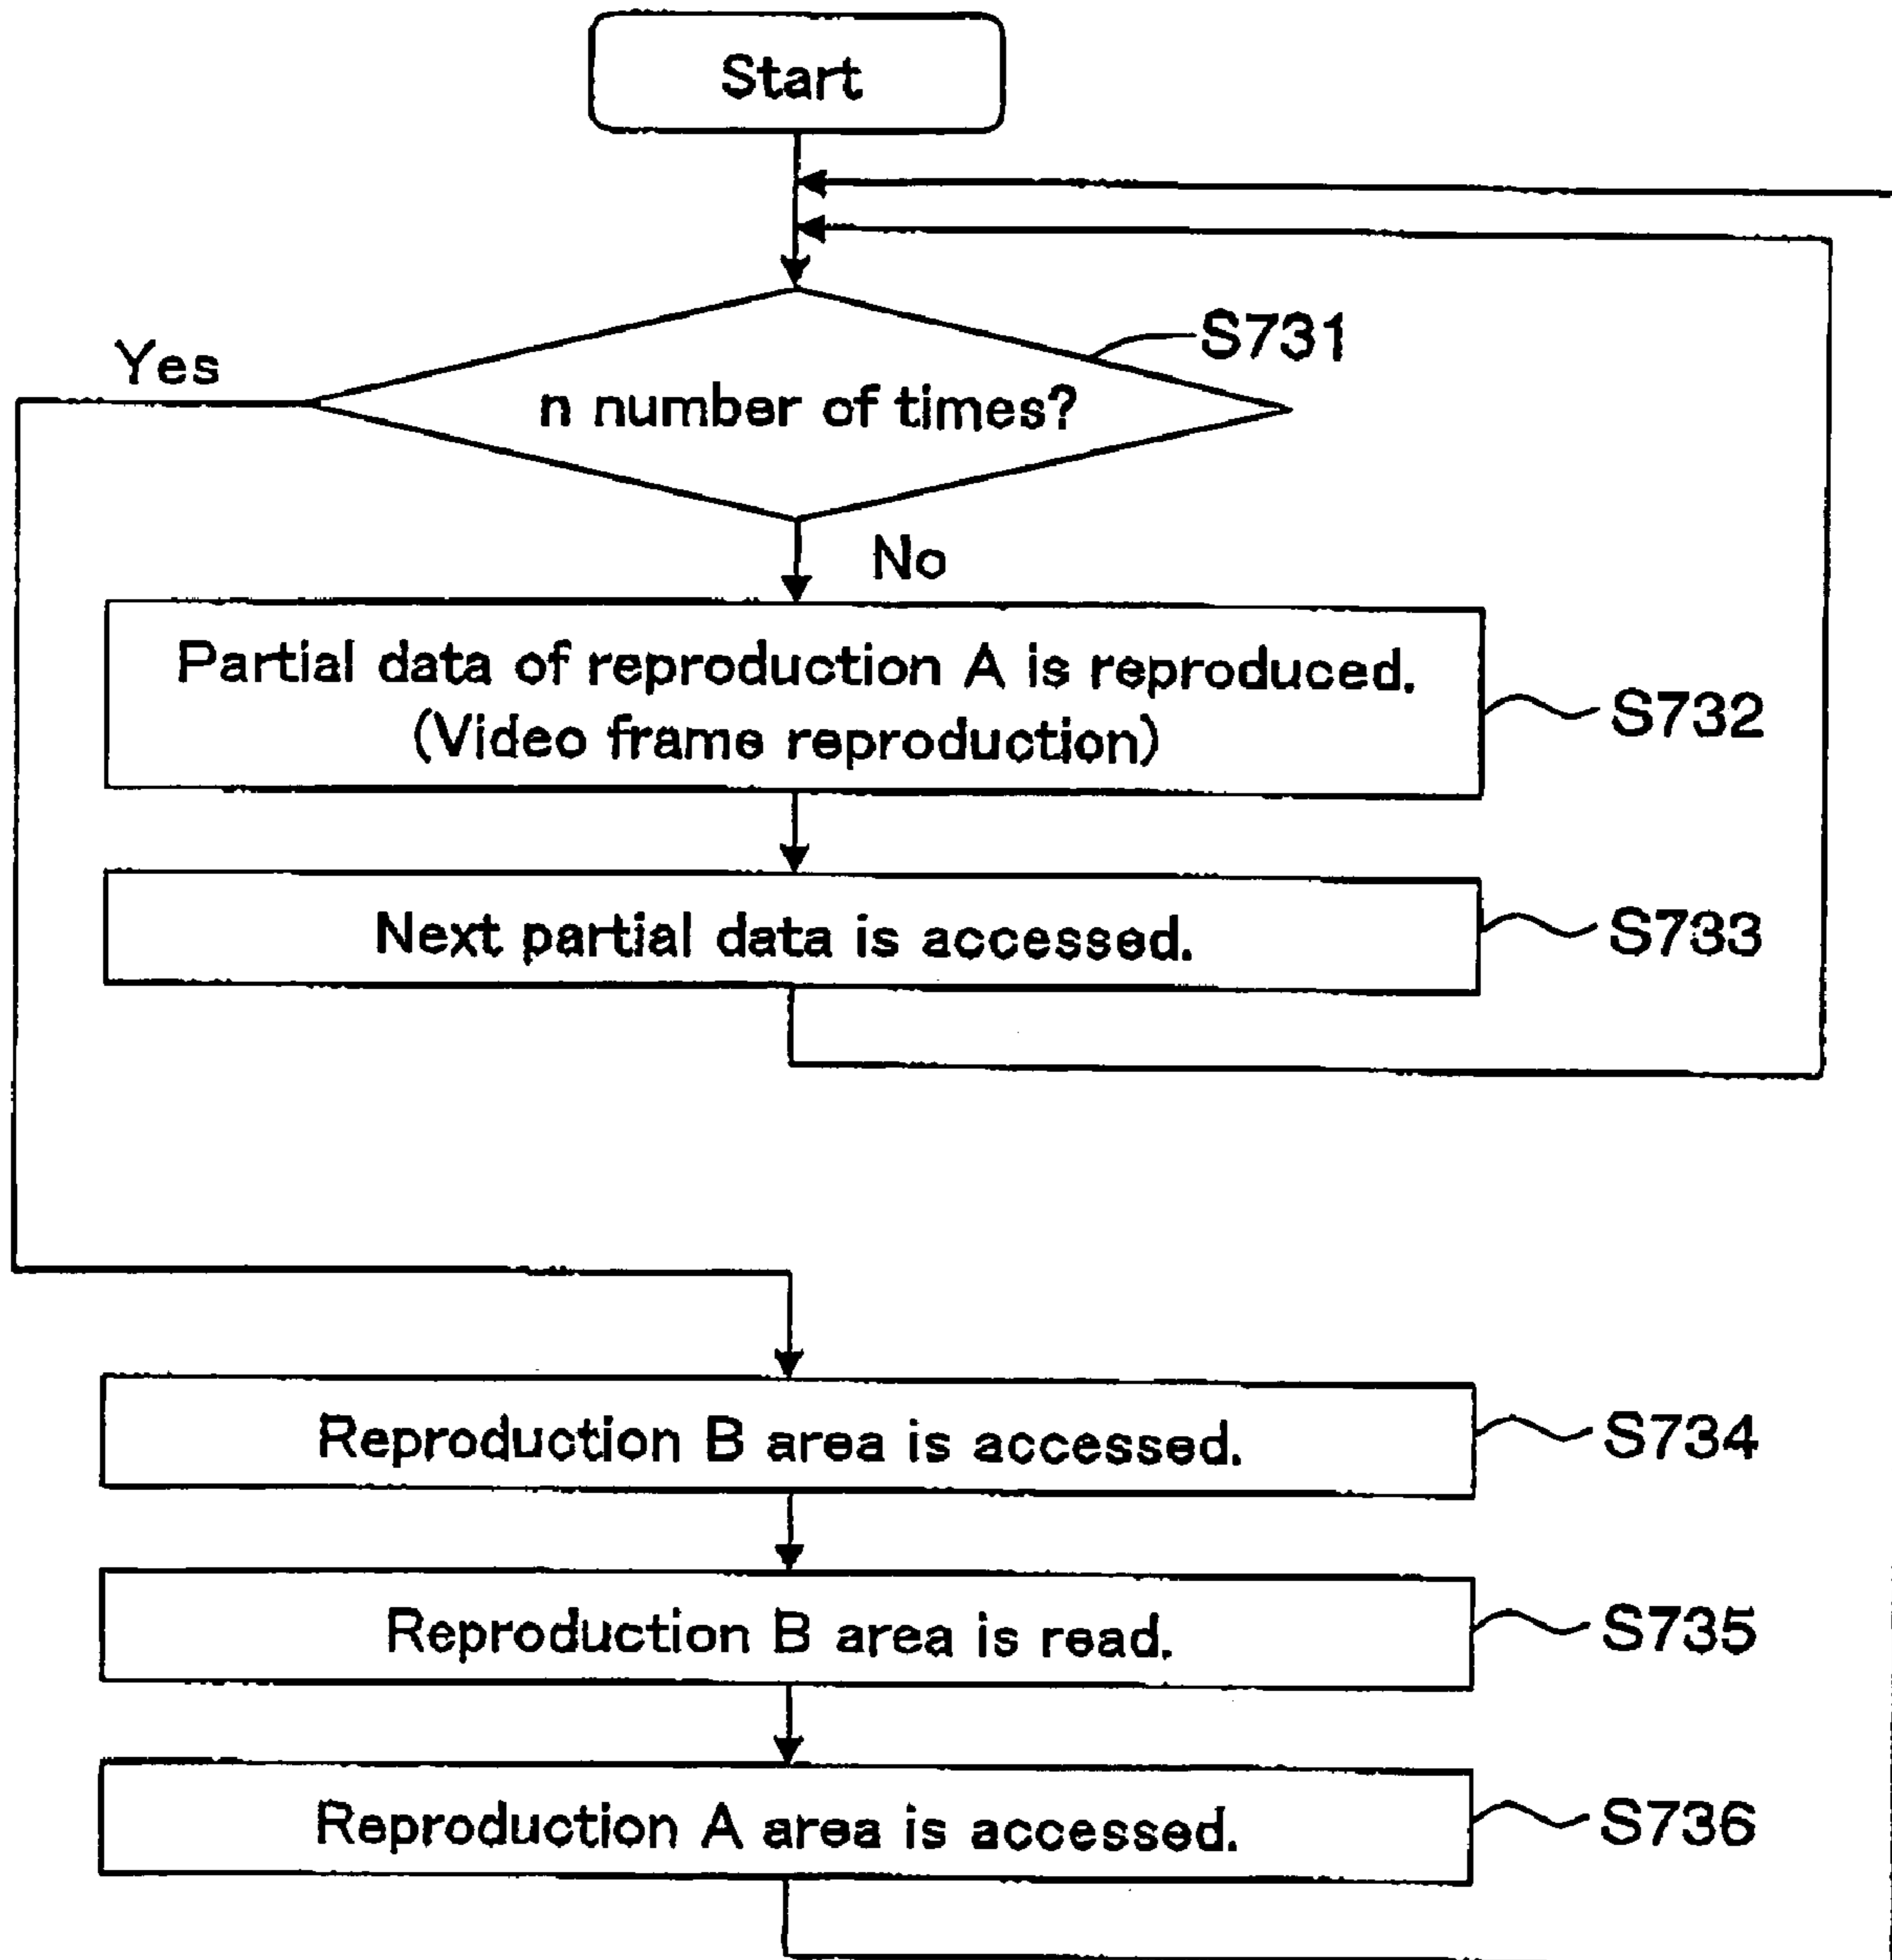 Start
S731
Yes
n number of times?
No
Partial data of reproduction A is reproduced.
(Video frame reproduction)
S732
Next partial data is accessed.
S733
Reproduction B area is accessed.
S734
Reproduction B area is read.
S735
Reproduction A area is accessed.
S736